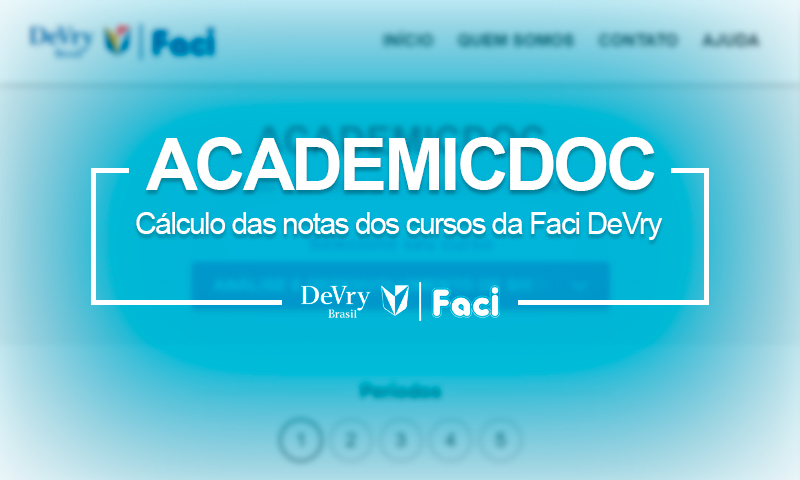 DeVry
Brasil
Faci
INÍCIO QUEM SOMOS CONTATO AJUDA
ACADEMICDOC
ACADEMICDOC
Cálculo das notas dos cursos da Faci DeVry
DeVry
Brasil
Faci
Períodos
1 2 3 4 5